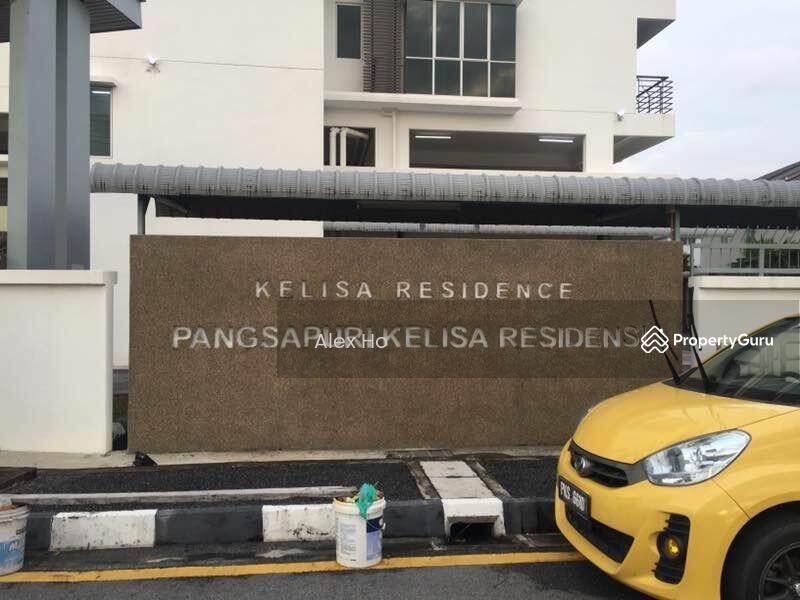 KELISA RESIDENCE
PANGSAPURI KELISA RESIDENSI
Alex Ho
PropertyGuru